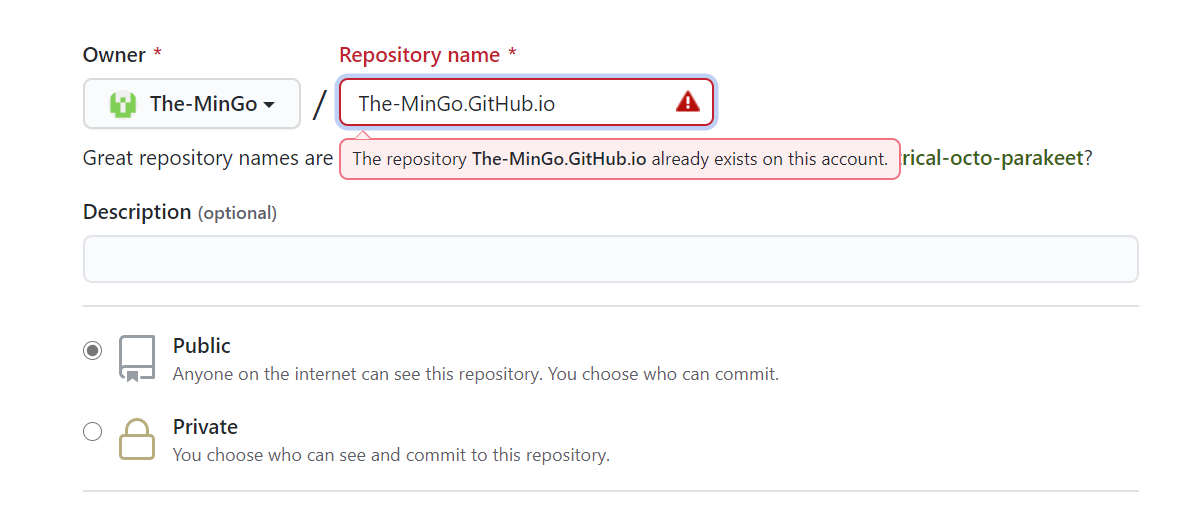 Owner * Repository name *
The-MinGo / The-MinGo.GitHub.io
Great repository names are rical-octo-parakeet?
The repository The-MinGo.GitHub.io already exists on this account.
Description (optional)
Public
Anyone on the internet can see this repository. You choose who can commit.
Private
You choose who can see and commit to this repository.